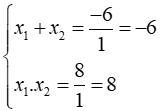 x₁ + x₂ = -6/1 = -6
x₁.x₂ = 8/1 = 8